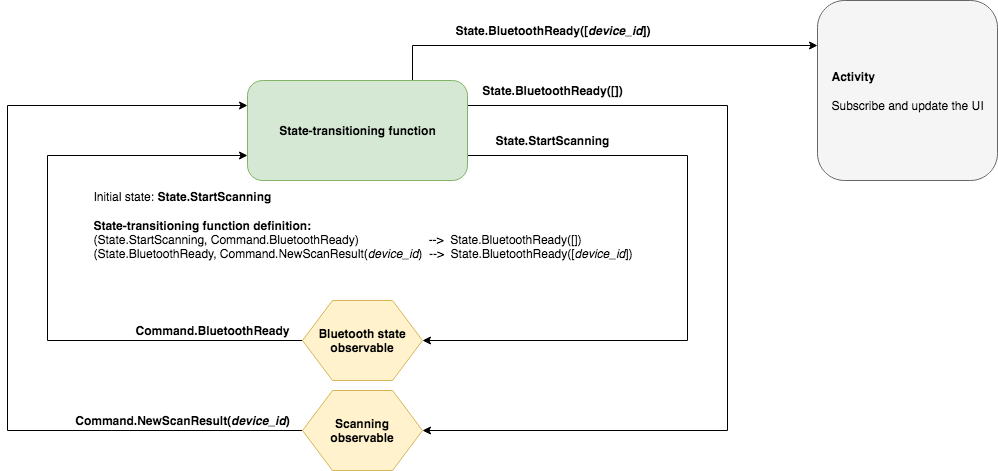 State.BluetoothReady([device_id])
Activity
Subscribe and update the UI
State.BluetoothReady([])
State-transitioning function
State.StartScanning
Initial state: State.StartScanning
State-transitioning function definition:
(State.StartScanning, Command.BluetoothReady) --> State.BluetoothReady([])
(State.BluetoothReady, Command.NewScanResult(device_id) --> State.BluetoothReady([device_id])
Command.BluetoothReady
Bluetooth state
observable
Command.NewScanResult(device_id)
Scanning
observable